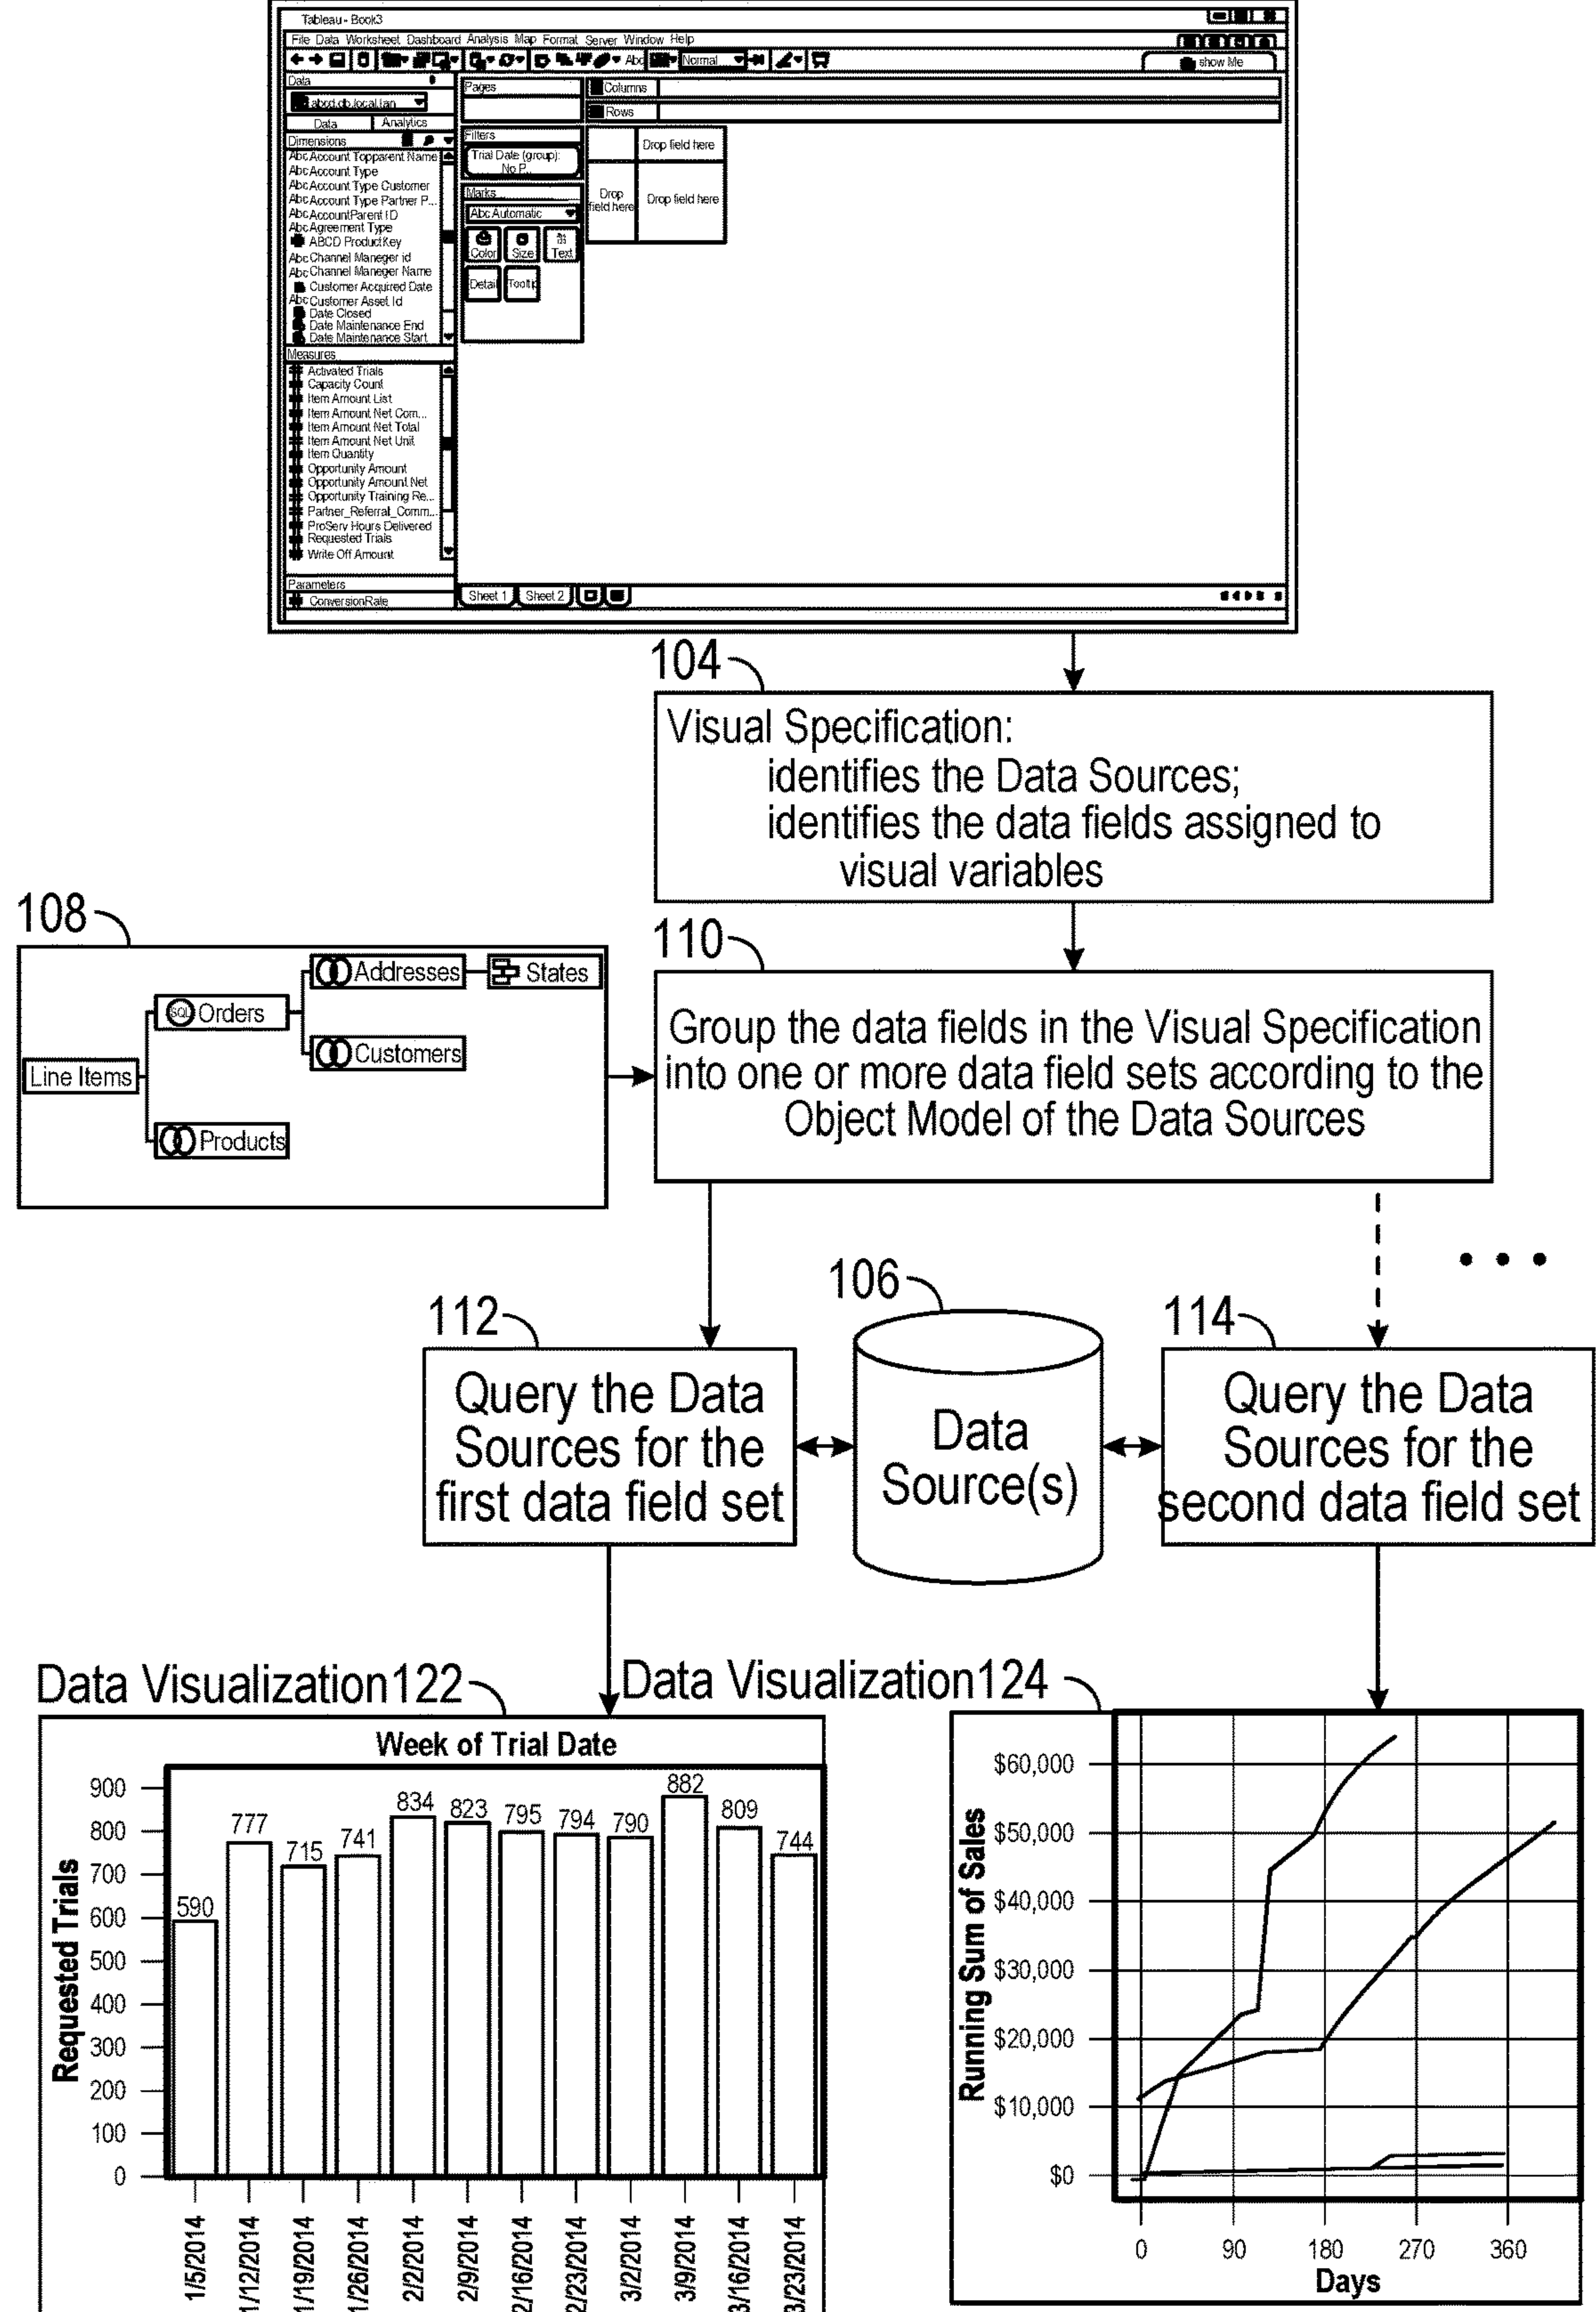 Tableau - Book3
File Data Worksheet Dashboard Analysis Map Format Server Window Help
Abc Normal show Me
Data
abcd.db.local.lan
Data Analytics
Dimensions
Abc Account Topparent Name
Abc Account Type
Abc Account Type Customer
Abc Account Type Partner P...
Abc AccountParent ID
Abc Agreement Type
ABCD ProductKey
Abc Channel Maneger id
Abc Channel Maneger Name
Customer Acquired Date
Abc Customer Asset Id
Date Closed
Date Maintenance End
Date Maintenance Start
Measures
Activated Trials
Capacity Count
Item Amount List
Item Amount Net Com...
Item Amount Net Total
Item Amount Net Unit
Item Quantity
Opportunity Amount
Opportunity Amount Net
Opportunity Training Re...
Partner_Referral_Comm...
ProServ Hours Delivered
Requested Trials
Write Off Amount
Parameters
ConversionRate
Pages
Columns
Rows
Filters
Trial Date (group):
No P...
Marks
Abc Automatic
Color Size Text
Detail Tooltip
Drop field here
Drop
field here
Drop field here
Sheet 1 Sheet 2
104
Visual Specification:
identifies the Data Sources;
identifies the data fields assigned to
visual variables
108
Line Items
Orders
SQL
Addresses
States
Customers
Products
110
Group the data fields in the Visual Specification
into one or more data field sets according to the
Object Model of the Data Sources
...
112
Query the Data
Sources for the
first data field set
106
Data
Source(s)
114
Query the Data
Sources for the
second data field set
Data Visualization122
Week of Trial Date
Requested Trials
900
800
700
600
500
400
300
200
100
0
590
777
715
741
834
823
795
794
790
882
809
744
1/5/2014
1/12/2014
1/19/2014
1/26/2014
2/2/2014
2/9/2014
2/16/2014
2/23/2014
3/2/2014
3/9/2014
3/16/2014
3/23/2014
Data Visualization124
Running Sum of Sales
$60,000
$50,000
$40,000
$30,000
$20,000
$10,000
$0
0 90 180 270 360
Days